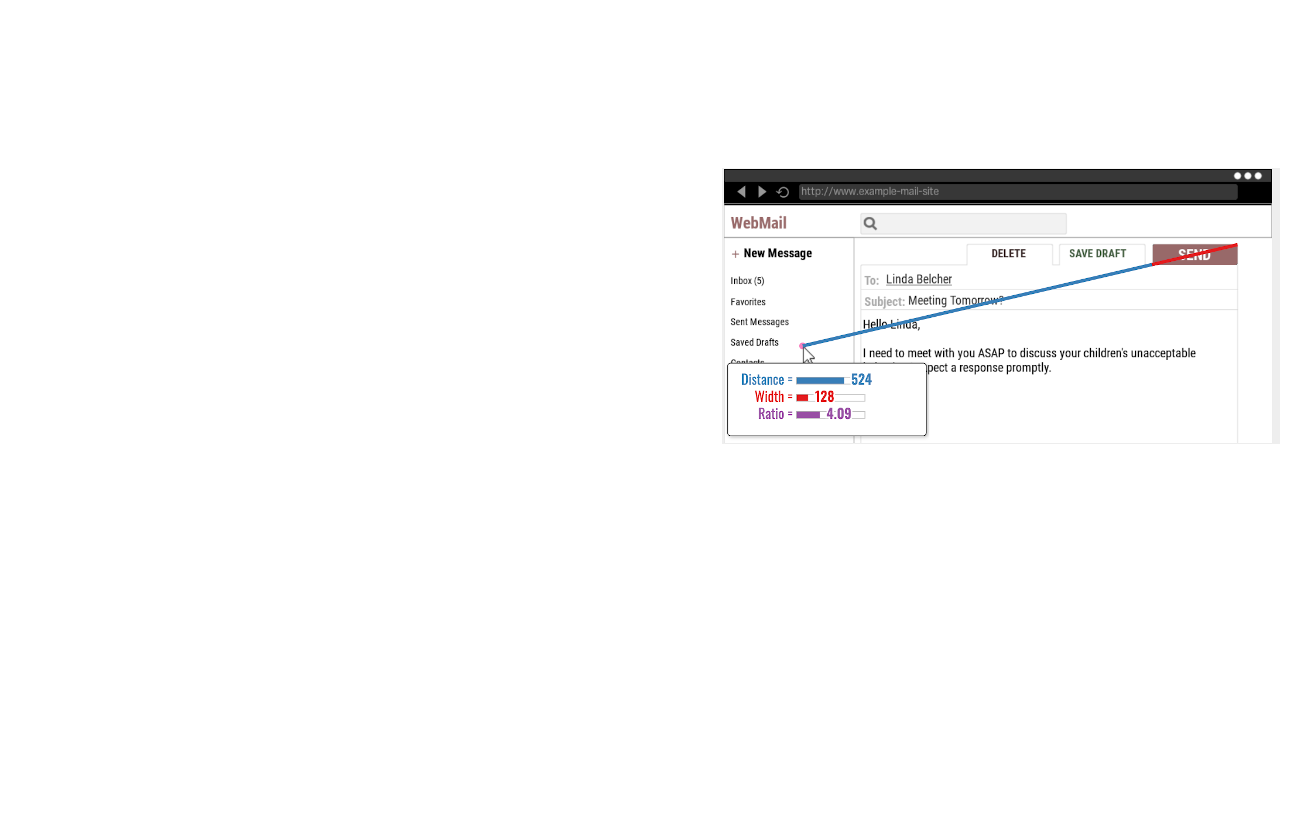 http://www.example-mail-site
WebMail
+ New Message
DELETE
SAVE DRAFT
SEND
Inbox (5)
Favorites
Sent Messages
Saved Drafts
Contacts
To: Linda Belcher
Subject: Meeting Tomorrow?
Hello Linda,
I need to meet with you ASAP to discuss your children's unacceptable
a response promptly.
Distance = 524
Width = 128
Ratio = 4.09